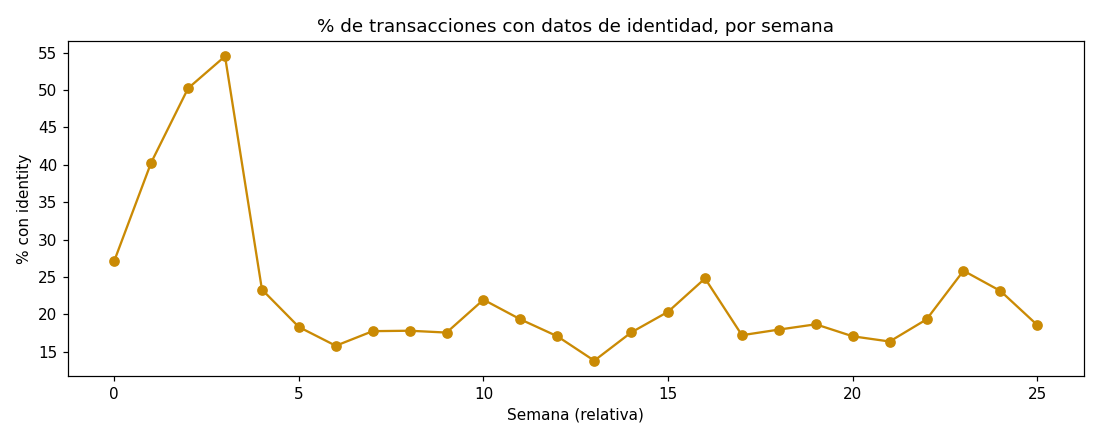 % de transacciones con datos de identidad, por semana
% con identity
55
50
45
40
35
30
25
20
15
0 5 10 15 20 25
Semana (relativa)